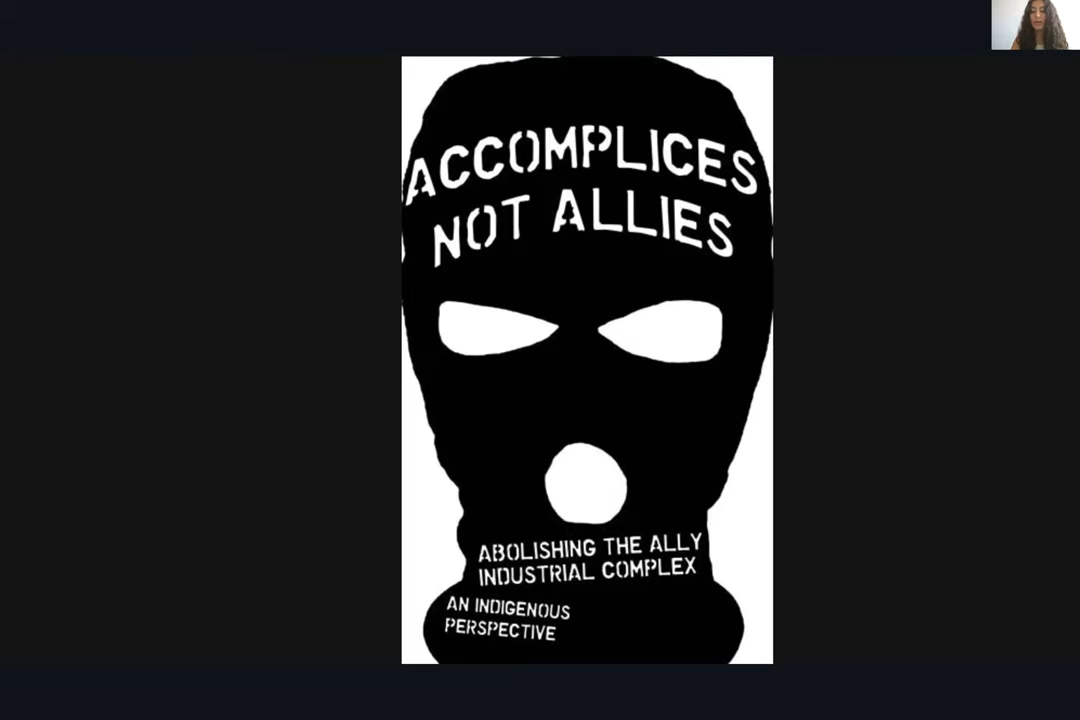 ACCOMPLICES
NOT ALLIES
ABOLISHING THE ALLY
INDUSTRIAL COMPLEX
AN INDIGENOUS
PERSPECTIVE